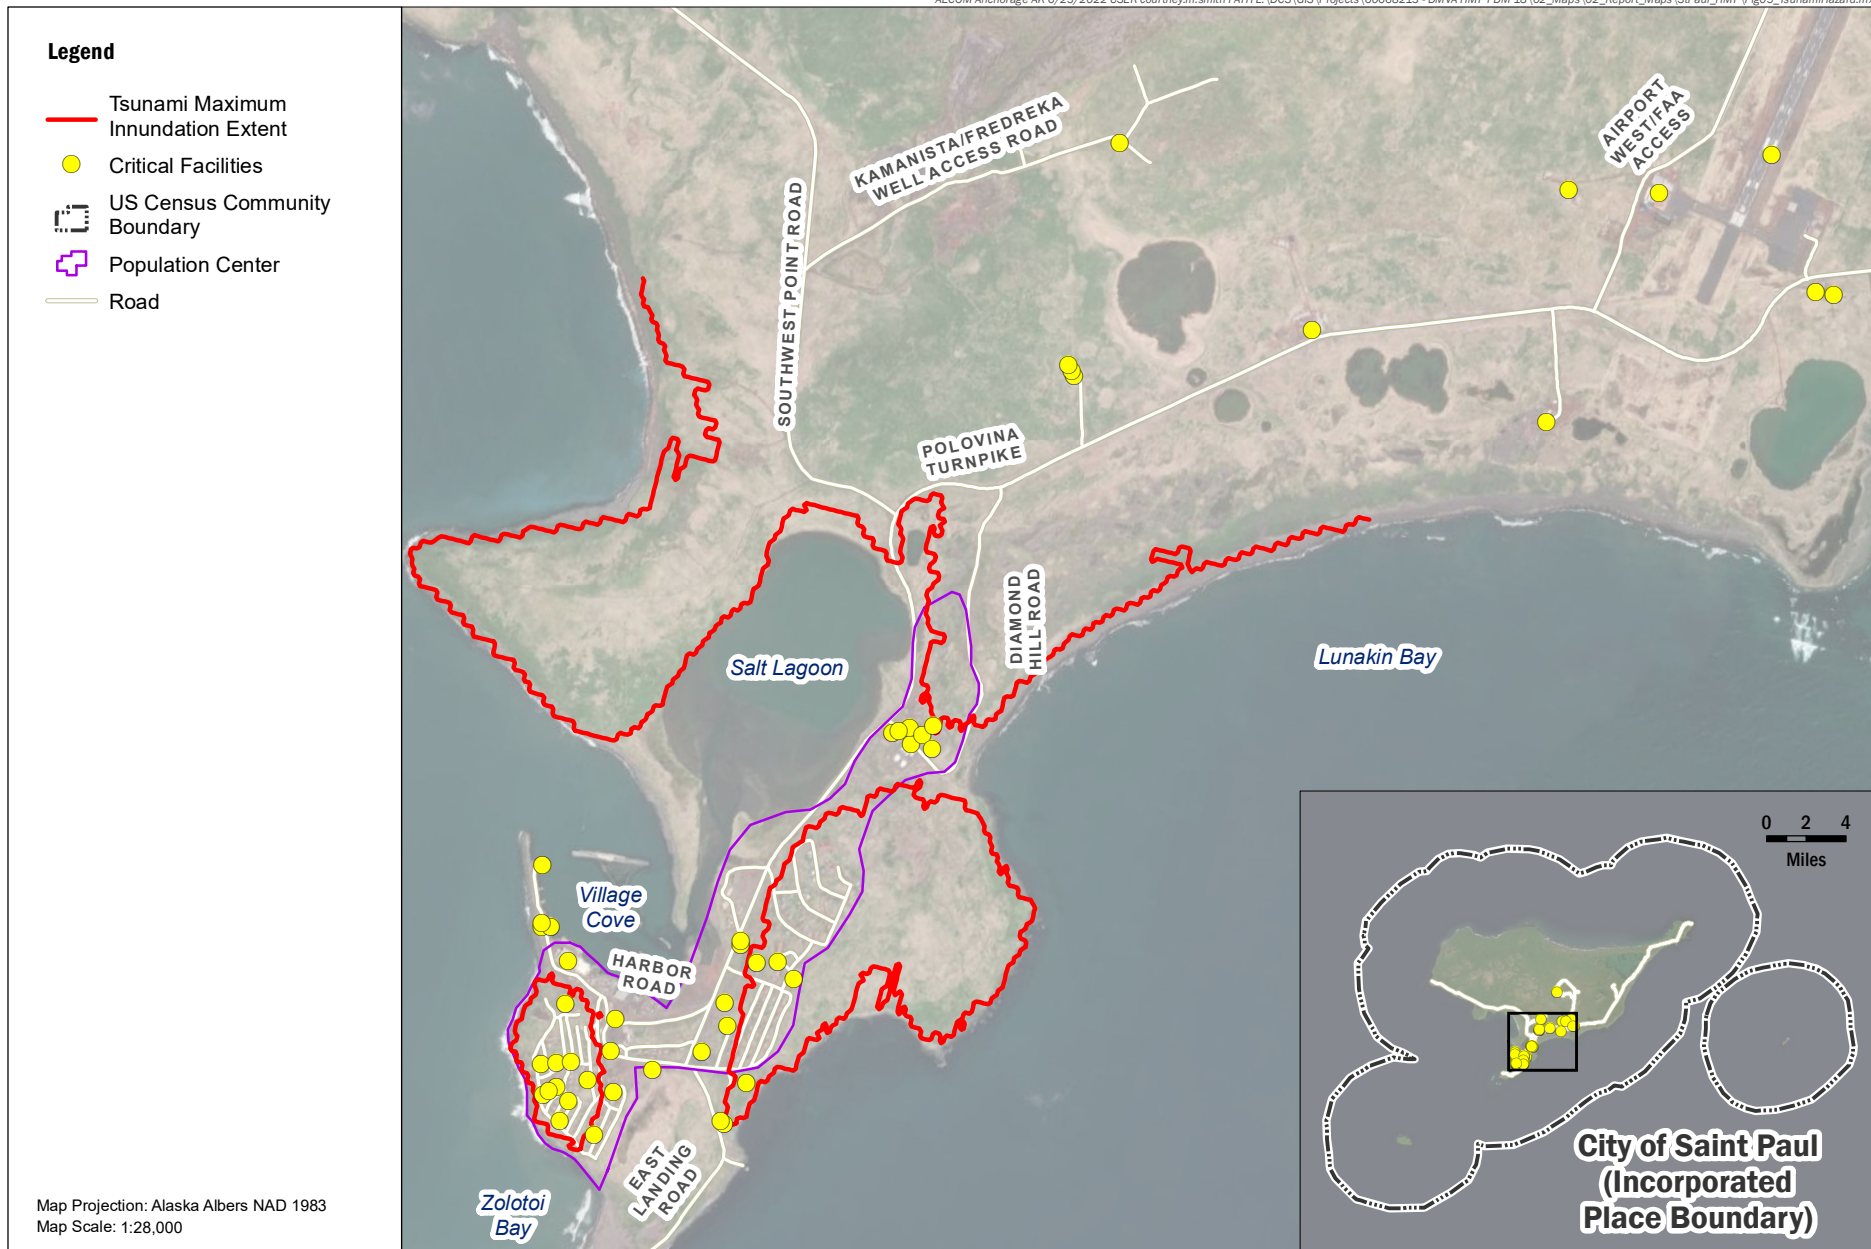 Legend
Tsunami Maximum
Innundation Extent
Critical Facilities
US Census Community
Boundary
Population Center
Road
Map Projection: Alaska Albers NAD 1983
Map Scale: 1:28,000
KAMANISTA/FREDREKA
WELL ACCESS ROAD
AIRPORT
WEST/FAA
ACCESS
SOUTHWEST POINT ROAD
POLOVINA
TURNPIKE
DIAMOND
HILL ROAD
Salt Lagoon
Lunakin Bay
Village
Cove
HARBOR
ROAD
EAST
LANDING
ROAD
Zolotoi
Bay
0 2 4
Miles
City of Saint Paul
(Incorporated
Place Boundary)